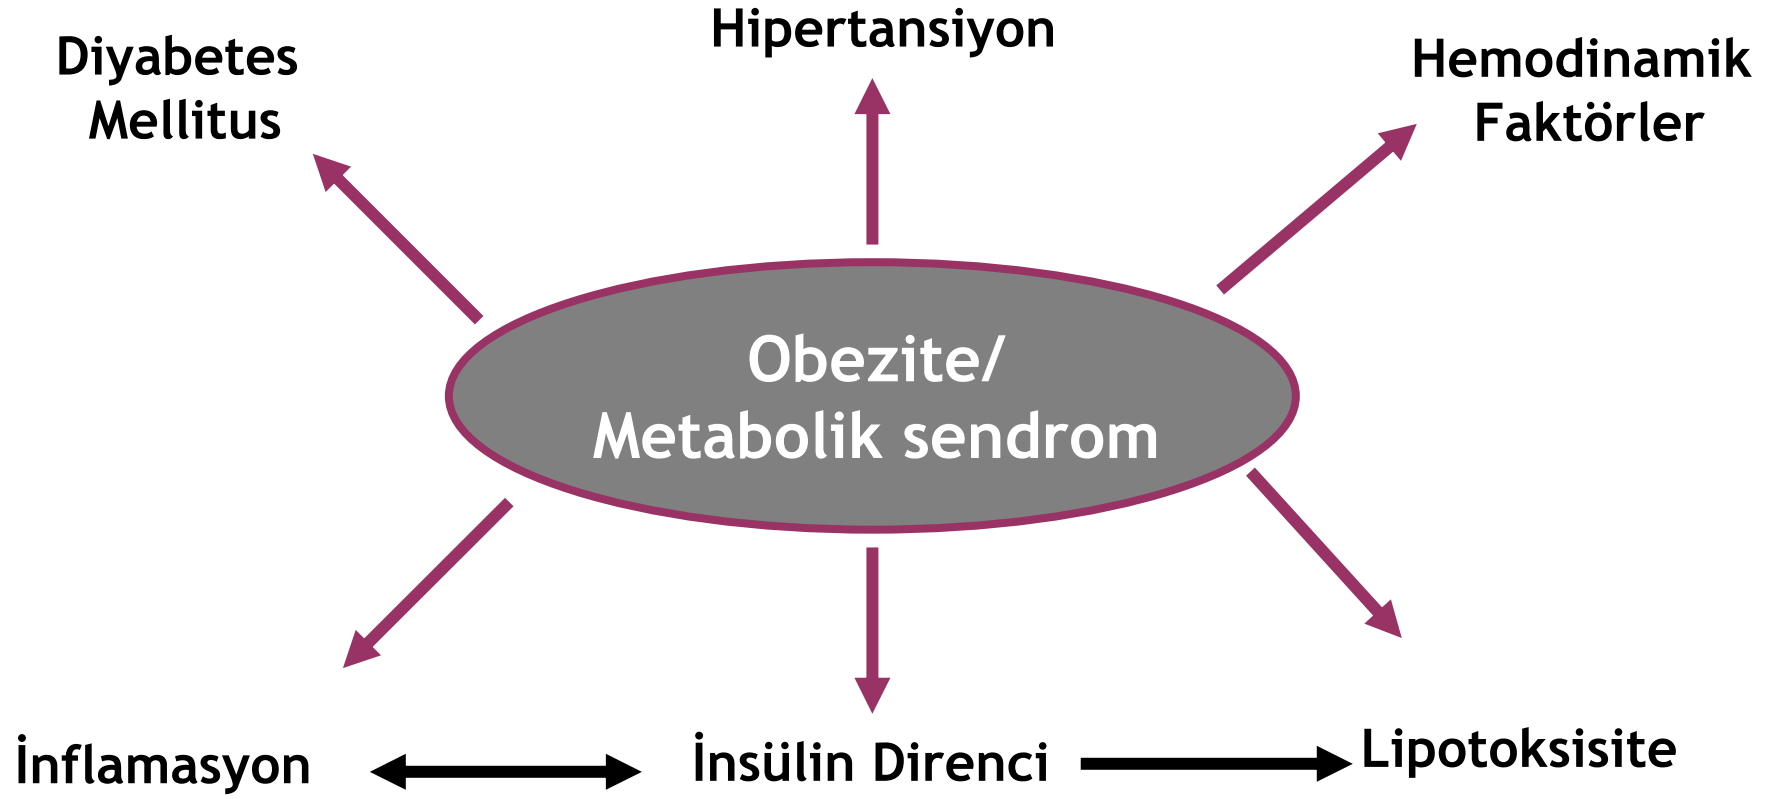 Diyabetes
Mellitus
Hipertansiyon
Hemodinamik
Faktörler
Obezite/
Metabolik sendrom
İnflamasyon
İnsülin Direnci
Lipotoksisite